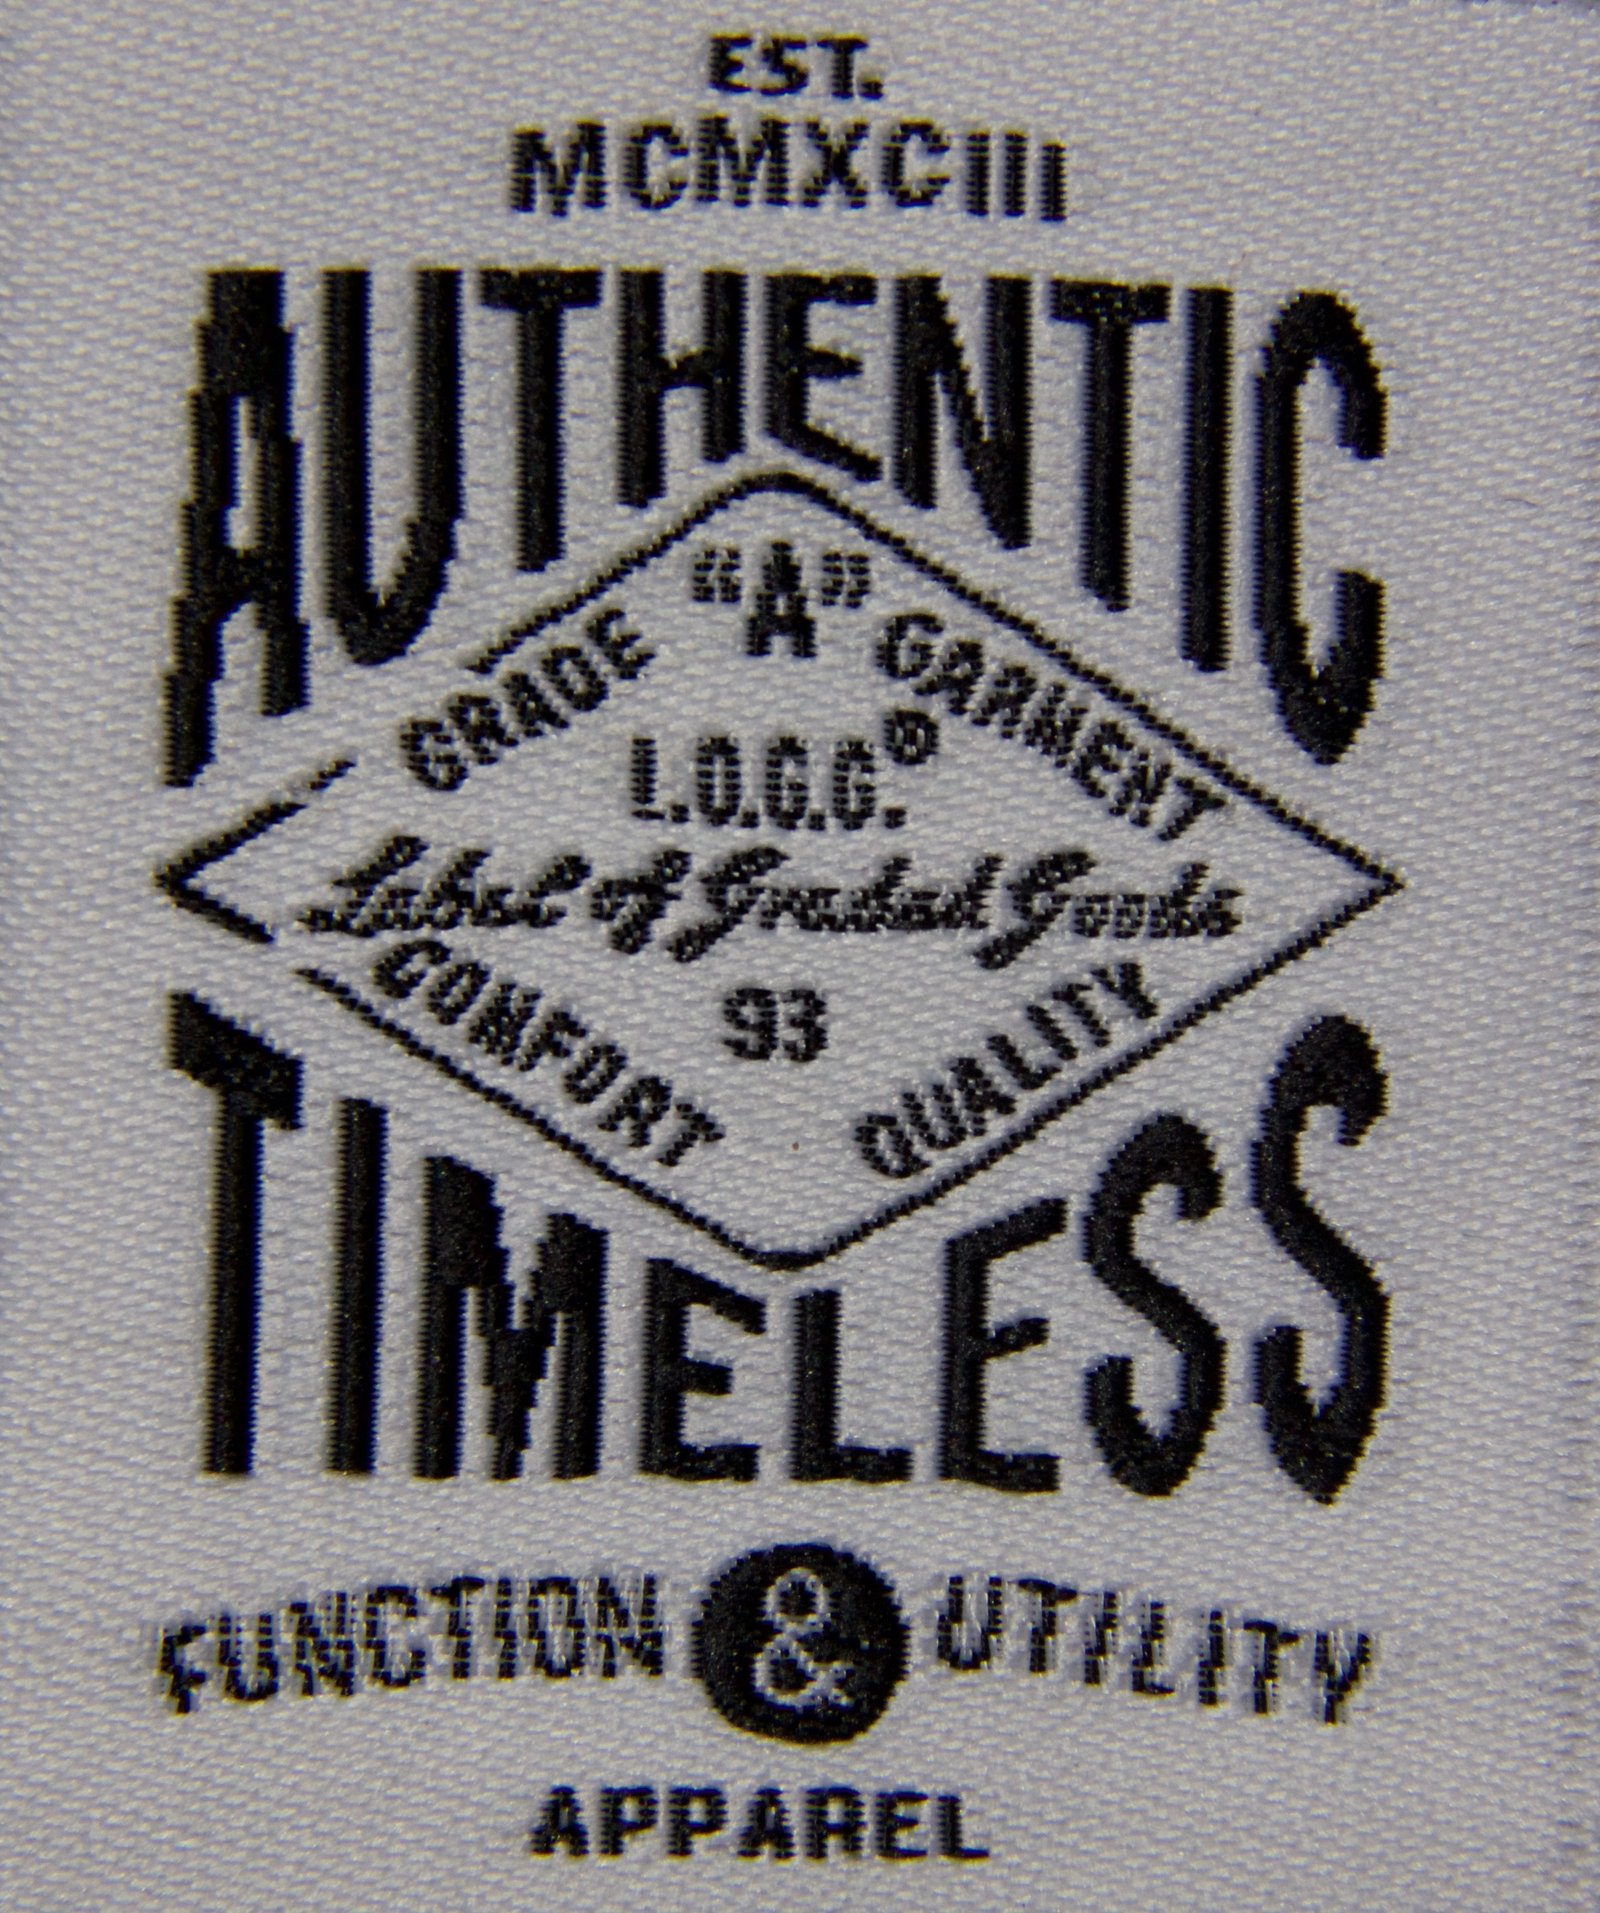 EST.
MCMXCIII
AUTHENTIC
GRADE "A" GARMENT
L.O.G.G.®
Label of Graded Goods
93
COMFORT QUALITY
TIMELESS
FUNCTION & UTILITY
APPAREL